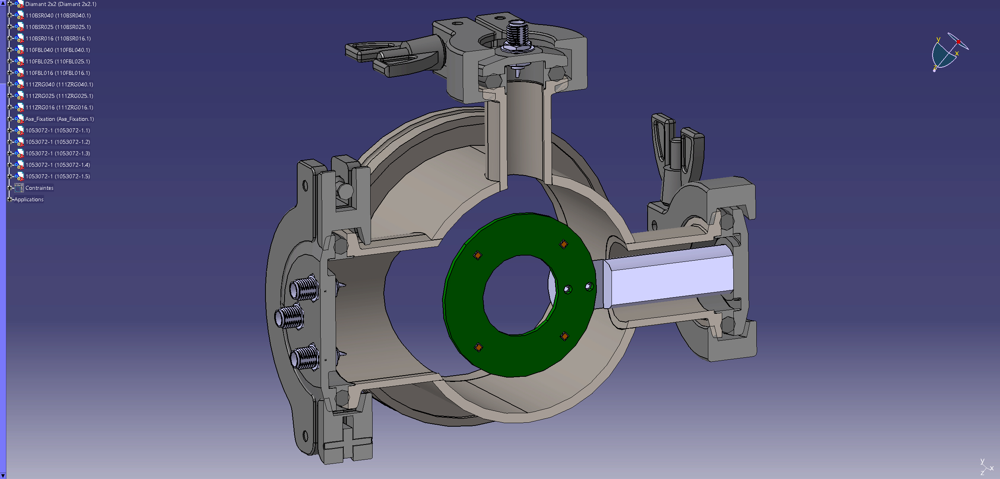 Diamant 2x2 (Diamant 2x2.1)
110BSR040 (110BSR040.1)
110BSR025 (110BSR025.1)
110BSR016 (110BSR016.1)
110FBL040 (110FBL040.1)
110FBL025 (110FBL025.1)
110FBL016 (110FBL016.1)
111ZRG040 (111ZRG040.1)
111ZRG025 (111ZRG025.1)
111ZRG016 (111ZRG016.1)
Axe_Fixation (Axe_Fixation.1)
1053072-1 (1053072-1.1)
1053072-1 (1053072-1.2)
1053072-1 (1053072-1.3)
1053072-1 (1053072-1.4)
1053072-1 (1053072-1.5)
Contraintes
Applications
y
x
z
y
x
z